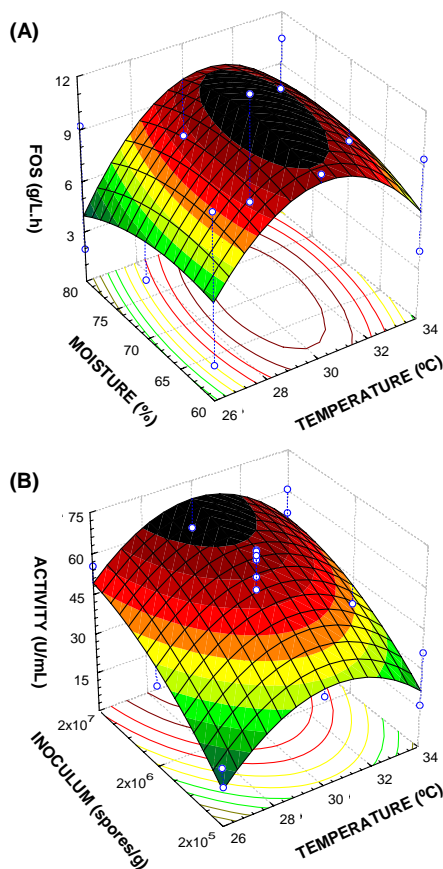 (A)
12
9
6
3
FOS (g/L.h)
80
75
70
65
60
MOISTURE (%)
26
28
30
32
34
TEMPERATURE (ºC)
(B)
75
60
45
30
15
ACTIVITY (U/mL)
2x10⁷
2x10⁶
2x10⁵
INOCULUM (spores/g)
26
28
30
32
34
TEMPERATURE (ºC)